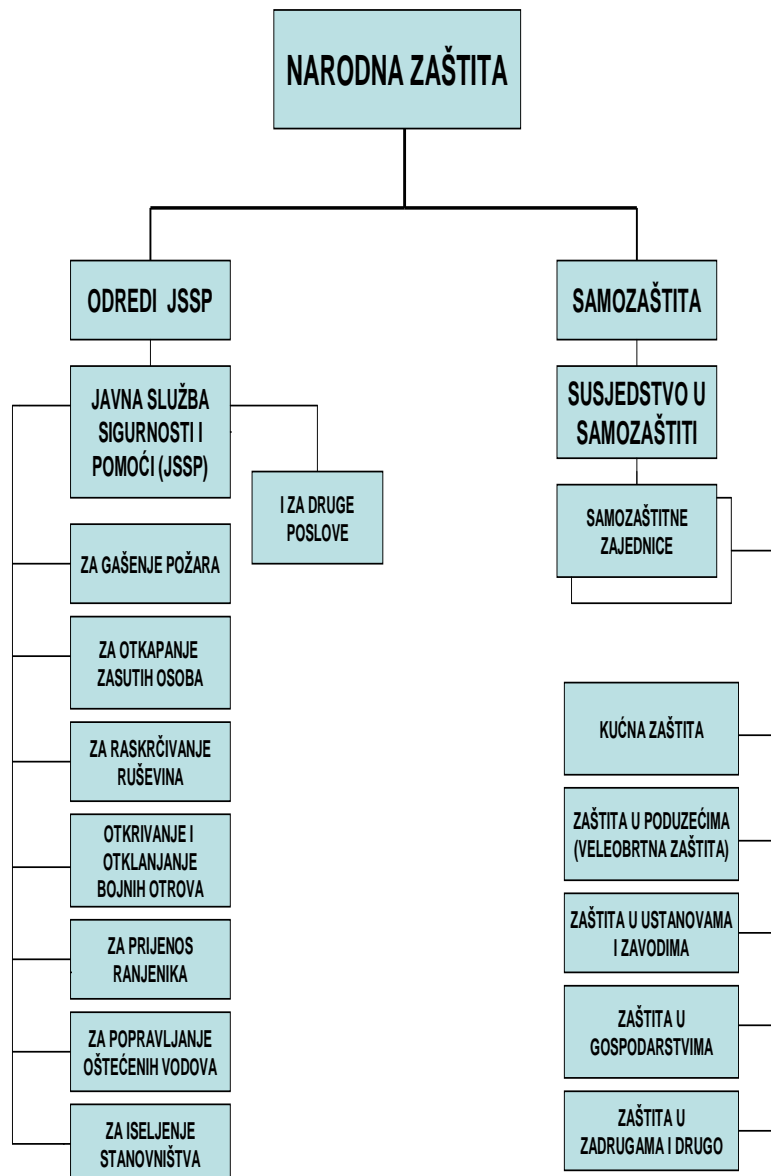 NARODNA ZAŠTITA
ODREDI JSSP
JAVNA SLUŽBA
SIGURNOSTI I
POMOĆI (JSSP)
I ZA DRUGE
POSLOVE
ZA GAŠENJE POŽARA
ZA OTKAPANJE
ZASUTIH OSOBA
ZA RASKRČIVANJE
RUŠEVINA
OTKRIVANJE I
OTKLANJANJE
BOJNIH OTROVA
ZA PRIJENOS
RANJENIKA
ZA POPRAVLJANJE
OŠTEĆENIH VODOVA
ZA ISELJENJE
STANOVNIŠTVA
SAMOZAŠTITA
SUSJEDSTVO U
SAMOZAŠTITI
SAMOZAŠTITNE
ZAJEDNICE
KUĆNA ZAŠTITA
ZAŠTITA U PODUZEĆIMA
(VELEOBRTNA ZAŠTITA)
ZAŠTITA U USTANOVAMA
I ZAVODIMA
ZAŠTITA U
GOSPODARSTVIMA
ZAŠTITA U
ZADRUGAMA I DRUGO